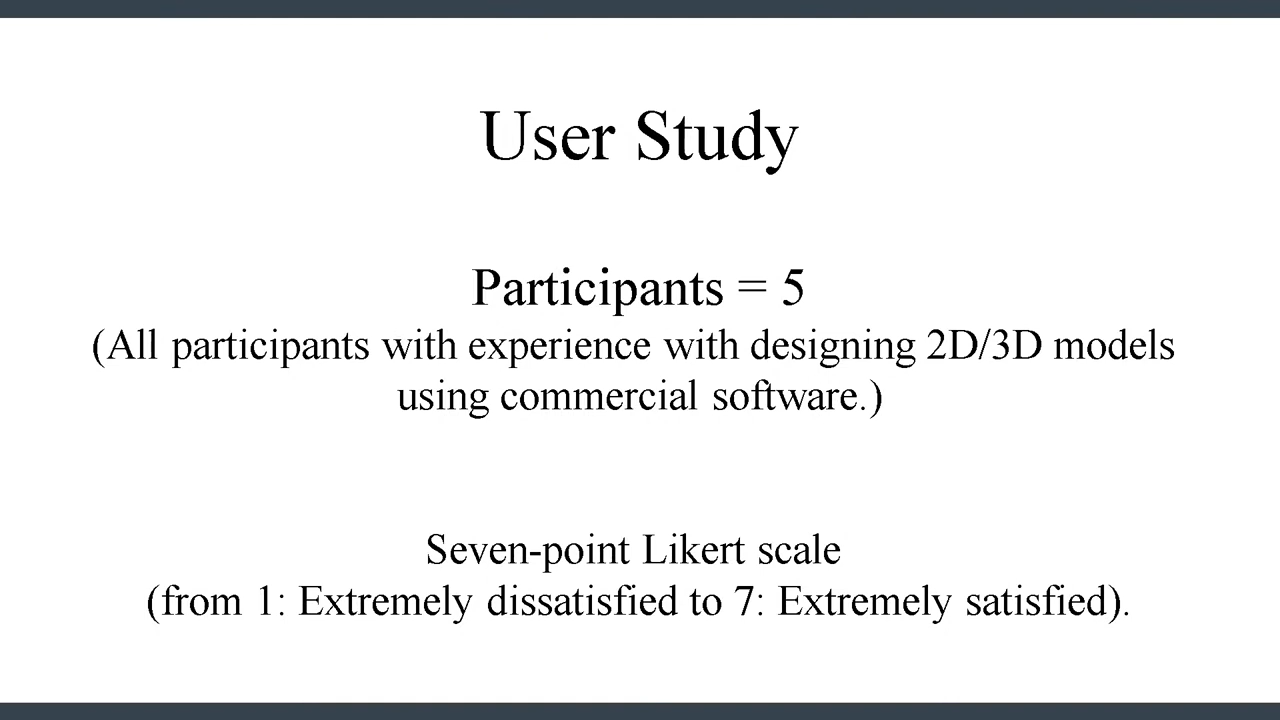 User Study
Participants = 5
(All participants with experience with designing 2D/3D models
using commercial software.)
Seven-point Likert scale
(from 1: Extremely dissatisfied to 7: Extremely satisfied).